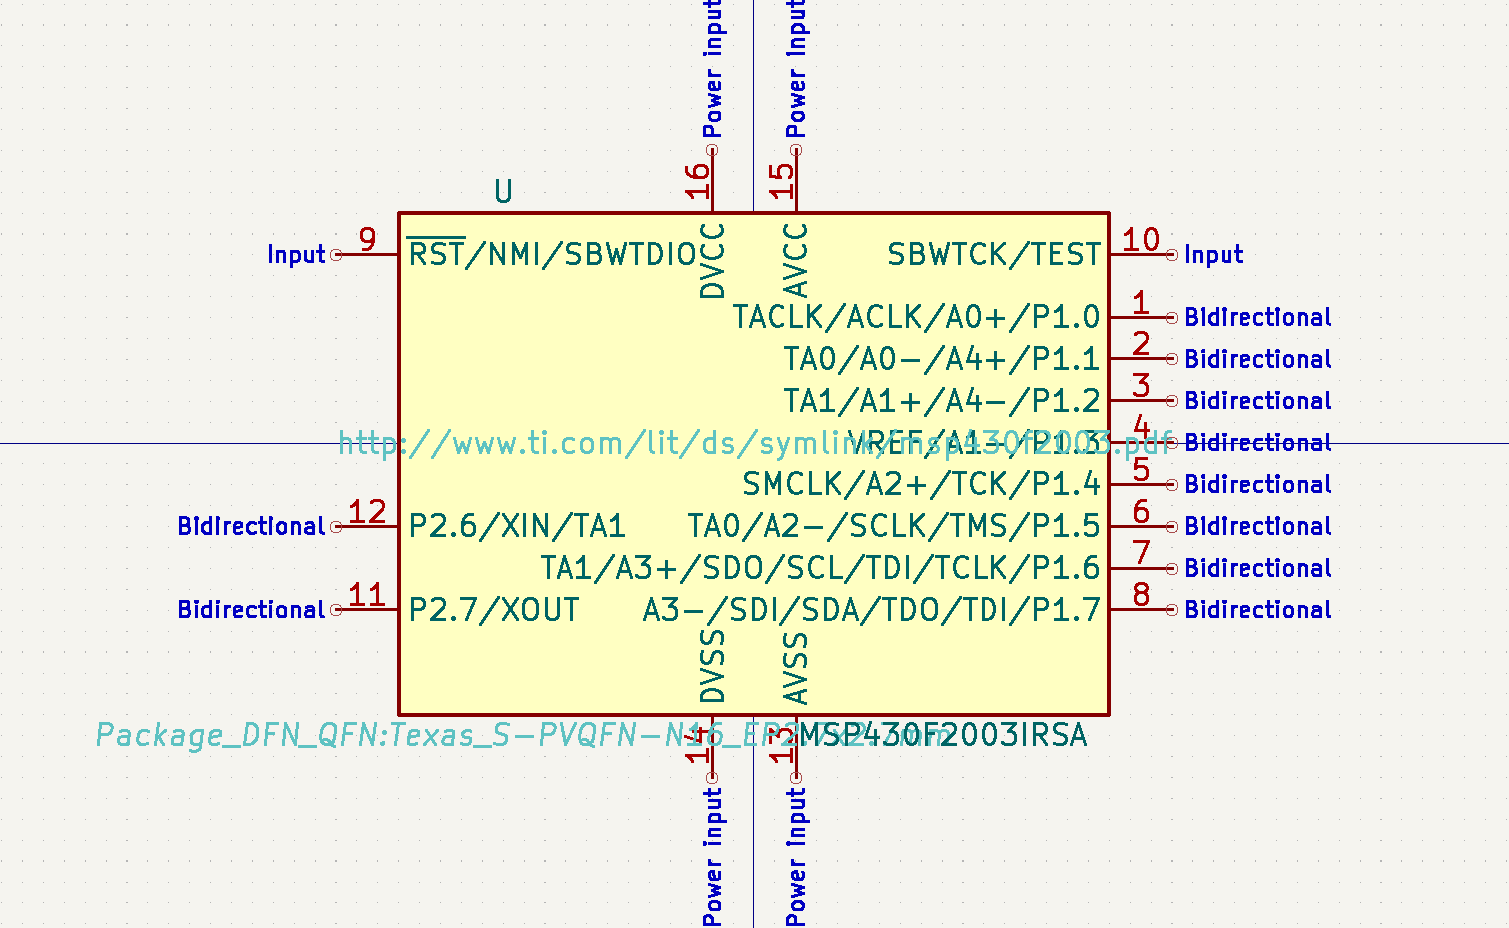 Power input
Power input
16
15
U
9
10
Input
RST/NMI/SBWTDIO
DVCC
AVCC
SBWTCK/TEST
Input
1
TACLK/ACLK/A0+/P1.0
Bidirectional
2
TA0/A0-/A4+/P1.1
Bidirectional
3
TA1/A1+/A4-/P1.2
Bidirectional
4
http://www.ti.com/lit/ds/symlink/msp430f2003.pdf
VREF/A1-/P1.3
Bidirectional
5
SMCLK/A2+/TCK/P1.4
Bidirectional
12
6
Bidirectional
P2.6/XIN/TA1
TA0/A2-/SCLK/TMS/P1.5
Bidirectional
7
TA1/A3+/SDO/SCL/TDI/TCLK/P1.6
Bidirectional
11
8
Bidirectional
P2.7/XOUT
A3-/SDI/SDA/TDO/TDI/P1.7
Bidirectional
DVSS
AVSS
Package_DFN_QFN:Texas_S-PVQFN-N16_EP2.7x2.7mm
MSP430F2003IRSA
14
13
Power input
Power input